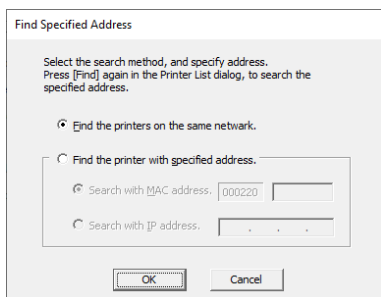 Find Specified Address
Select the search method, and specify address.
Press [Find] again in the Printer List dialog, to search the
specified address.
Find the printers on the same network.
Find the printer with specified address.
Search with MAC address. 000220
Search with IP address. . . .
OK Cancel